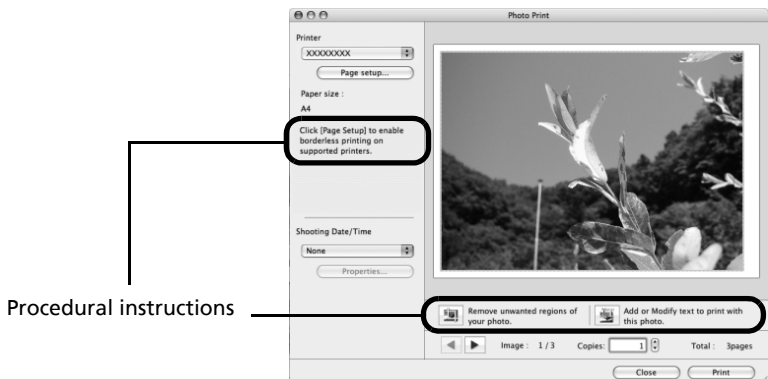 Photo Print
Printer
XXXXXXXX
Page setup...
Paper size :
A4
Click [Page Setup] to enable
borderless printing on
supported printers.
Shooting Date/Time
None
Properties...
Procedural instructions
Remove unwanted regions of
your photo.
Add or Modify text to print with
this photo.
Image : 1 / 3 Copies: 1 Total : 3pages
Close Print